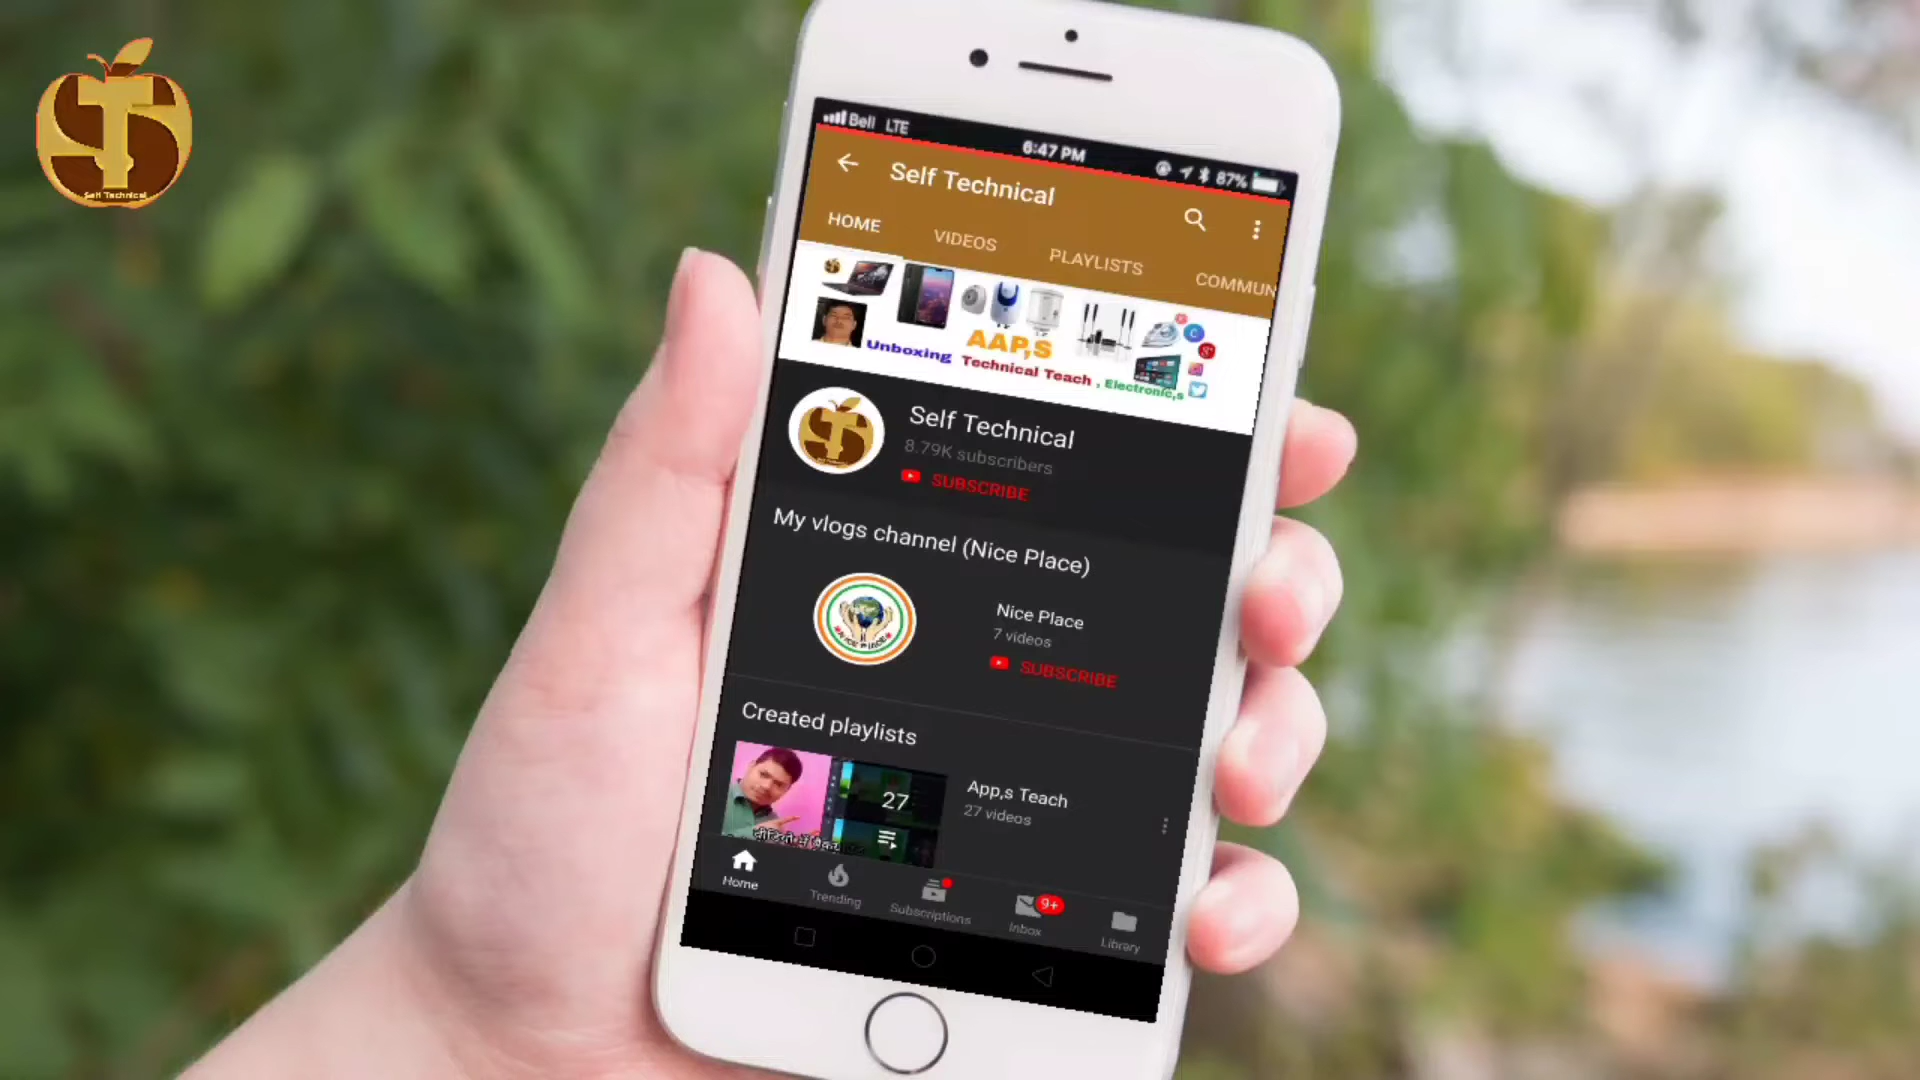 Self Technical
Bell LTE
6:47 PM
87%
Self Technical
HOME
VIDEOS
PLAYLISTS
COMMUN
Unboxing
AAP,S
Technical Teach , Electronic,s
Self Technical
8.79K subscribers
SUBSCRIBE
My vlogs channel (Nice Place)
Nice Place
7 videos
SUBSCRIBE
Created playlists
27
App,s Teach
27 videos
Home
Trending
Subscriptions
Inbox
9+
Library